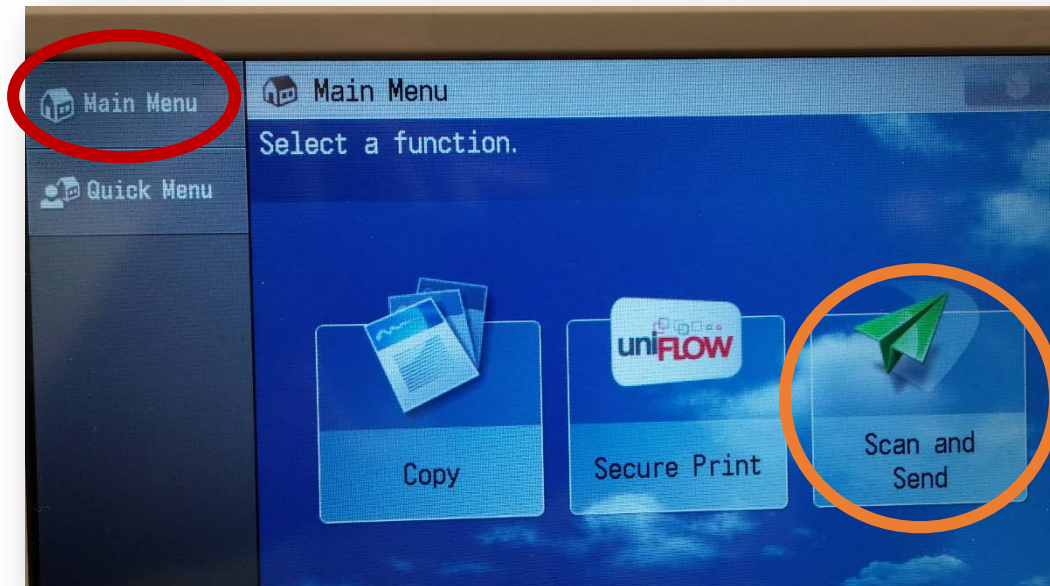 Main Menu
Quick Menu
Main Menu
Select a function.
Copy
uniFLOW
Secure Print
Scan and
Send